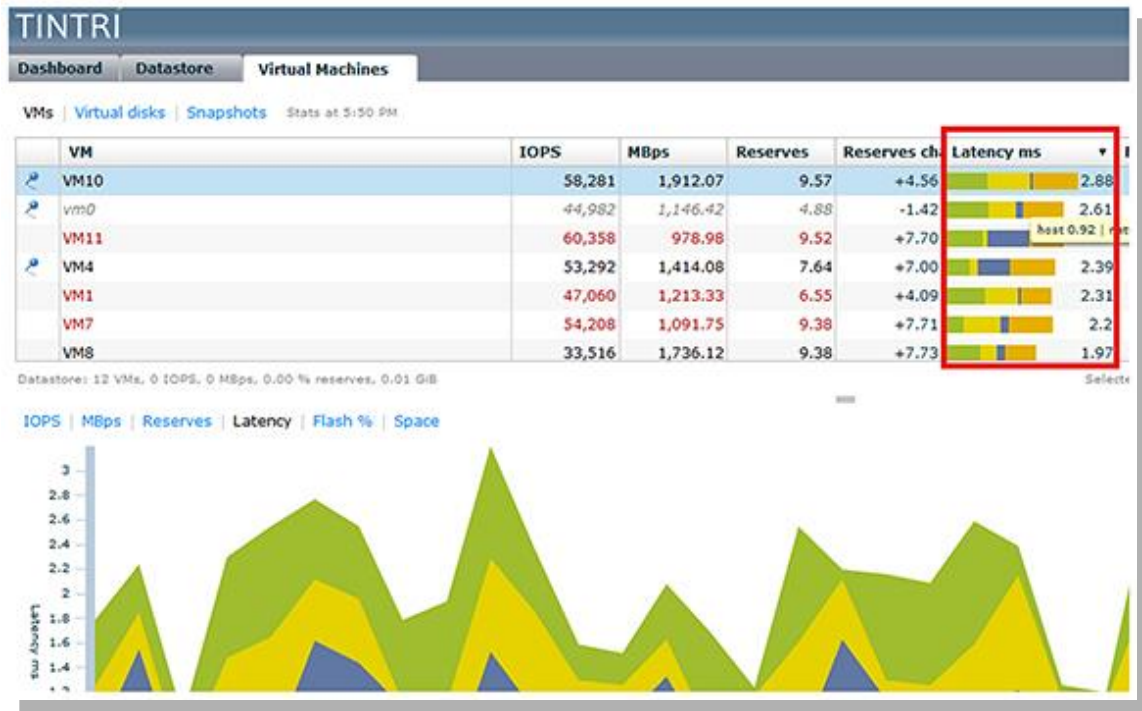 TINTRI
Dashboard Datastore Virtual Machines
VMs | Virtual disks | Snapshots Stats at 5:50 PM
VM IOPS MBps Reserves Reserves ch Latency ms
VM10 58,281 1,912.07 9.57 +4.56 2.88
vm0 44,982 1,146.42 4.88 -1.42 2.61
VM11 60,358 978.98 9.52 +7.70 host 0.92 |
VM4 53,292 1,414.08 7.64 +7.00 2.39
VM1 47,060 1,213.33 6.55 +4.09 2.31
VM7 54,208 1,091.75 9.38 +7.71 2.2
VM8 33,516 1,736.12 9.38 +7.73 1.97
Datastore: 12 VMs, 0 IOPS, 0 MBps, 0.00 % reserves, 0.01 GiB Selecte
IOPS | MBps | Reserves | Latency | Flash % | Space
3
2.8
2.6
2.4
2.2
2
1.8
1.6
1.4
Latency ms